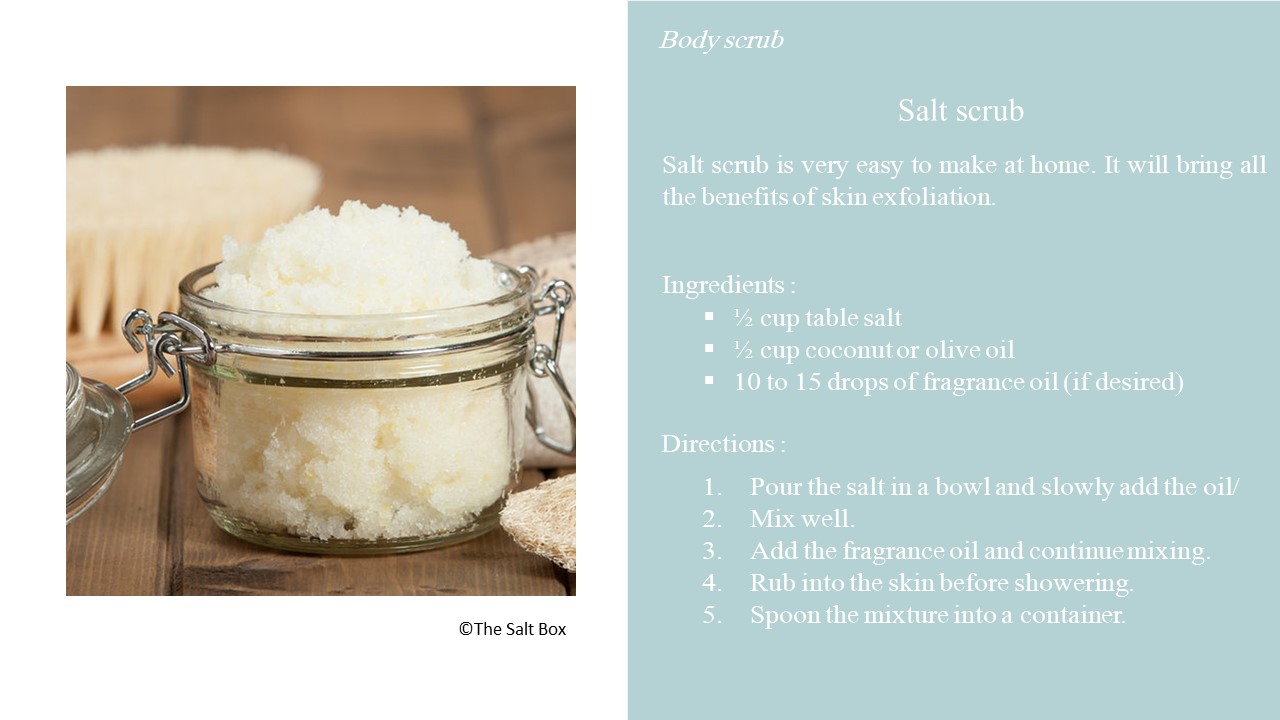 Body scrub
Salt scrub
Salt scrub is very easy to make at home. It will bring all
the benefits of skin exfoliation.
Ingredients :
▪ ½ cup table salt
▪ ½ cup coconut or olive oil
▪ 10 to 15 drops of fragrance oil (if desired)
Directions :
1. Pour the salt in a bowl and slowly add the oil/
2. Mix well.
3. Add the fragrance oil and continue mixing.
4. Rub into the skin before showering.
5. Spoon the mixture into a container.
©The Salt Box